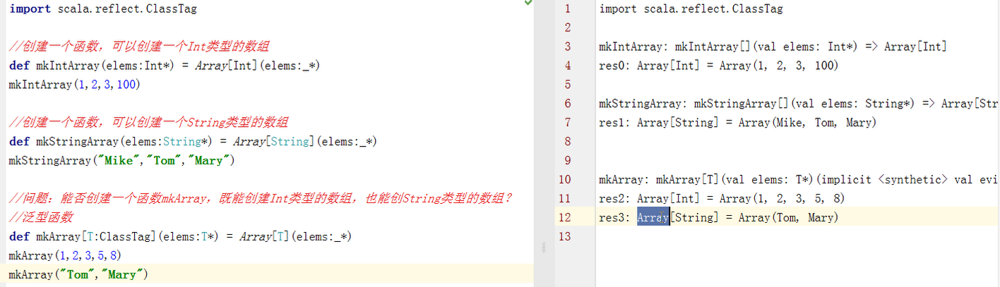 import scala.reflect.ClassTag
//创建一个函数，可以创建一个Int类型的数组
def mkIntArray(elems:Int*) = Array[Int](elems:_*)
mkIntArray(1,2,3,100)
//创建一个函数，可以创建一个String类型的数组
def mkStringArray(elems:String*) = Array[String](elems:_*)
mkStringArray("Mike","Tom","Mary")
//问题：能否创建一个函数mkArray，既能创建Int类型的数组，也能创String类型的数组？
//泛型函数
def mkArray[T:ClassTag](elems:T*) = Array[T](elems:_*)
mkArray(1,2,3,5,8)
mkArray("Tom","Mary")
1 import scala.reflect.ClassTag
2
3 mkIntArray: mkIntArray[](val elems: Int*) => Array[Int]
4 res0: Array[Int] = Array(1, 2, 3, 100)
5
6 mkStringArray: mkStringArray[](val elems: String*) => Array[Str
7 res1: Array[String] = Array(Mike, Tom, Mary)
8
9
10 mkArray: mkArray[T](val elems: T*)(implicit <synthetic> val evi
11 res2: Array[Int] = Array(1, 2, 3, 5, 8)
12 res3: Array[String] = Array(Tom, Mary)
13